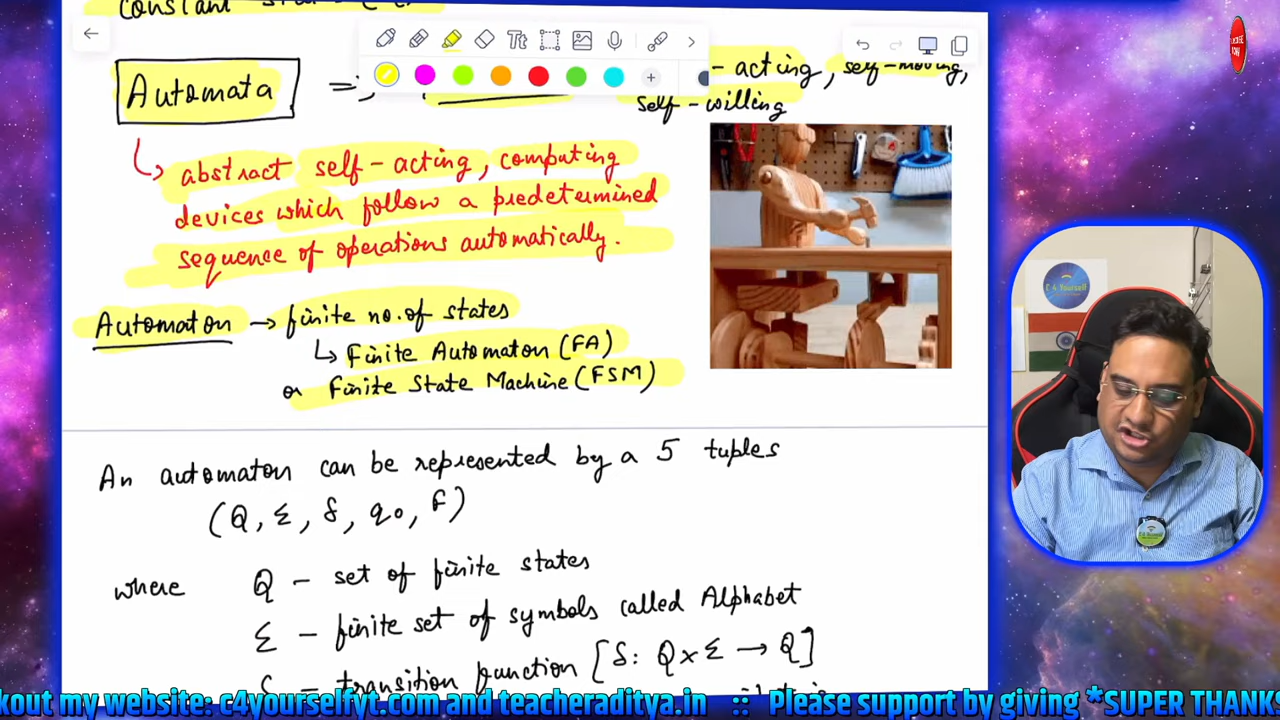 constant
Automata => - acting, self-moving,
self-willing
abstract self-acting, computing
devices which follow a predetermined
sequence of operations automatically.
Automaton → finite no. of states
↳ Finite Automaton (FA)
or Finite State Machine (FSM)
An automaton can be represented by a 5 tuples
(Q, Σ, δ, q0, F)
where Q - set of finite states
Σ - finite set of symbols called Alphabet
transition function [δ: Q × Σ → Q]
C 4 Yourself
kout my website: c4yourselfyt.com and teacheraditya.in :: Please support by giving *SUPER THANKS